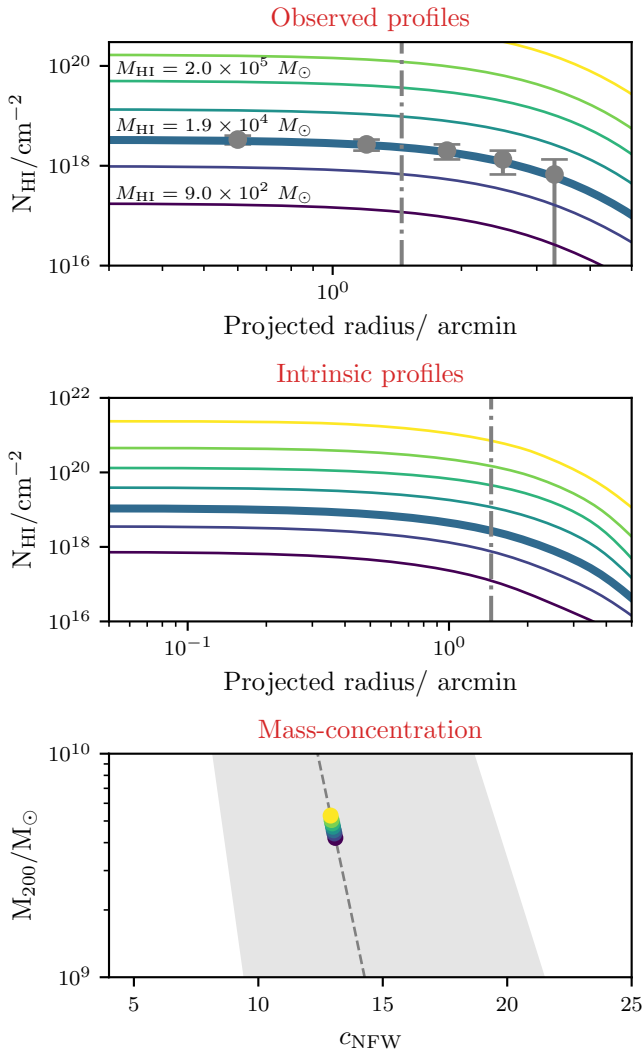 Observed profiles
N_HI/cm^−2
10^20
10^18
10^16
M_HI = 2.0 × 10^5 M_⊙
M_HI = 1.9 × 10^4 M_⊙
M_HI = 9.0 × 10^2 M_⊙
10^0
Projected radius/ arcmin
Intrinsic profiles
N_HI/cm^−2
10^22
10^20
10^18
10^16
10^−1 10^0
Projected radius/ arcmin
Mass-concentration
M_200/M_⊙
10^10
10^9
5 10 15 20 25
c_NFW